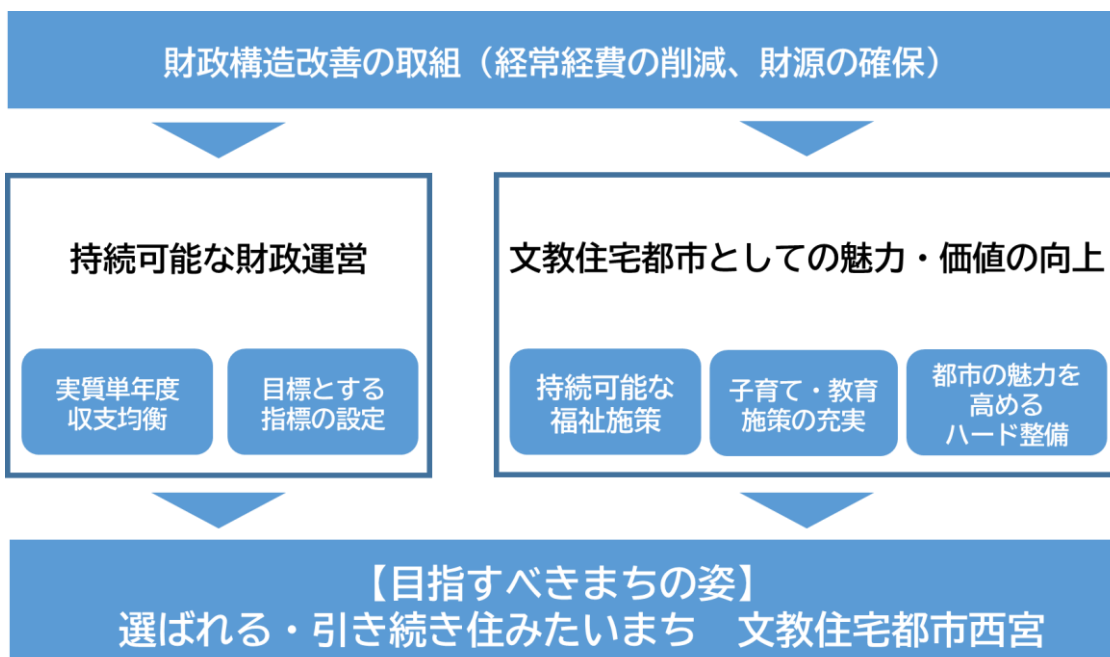 財政構造改善の取組（経常経費の削減、財源の確保）
持続可能な財政運営
実質単年度
収支均衡
目標とする
指標の設定
文教住宅都市としての魅力・価値の向上
持続可能な
福祉施策
子育て・教育
施策の充実
都市の魅力を
高める
ハード整備
【目指すべきまちの姿】
選ばれる・引き続き住みたいまち　文教住宅都市西宮